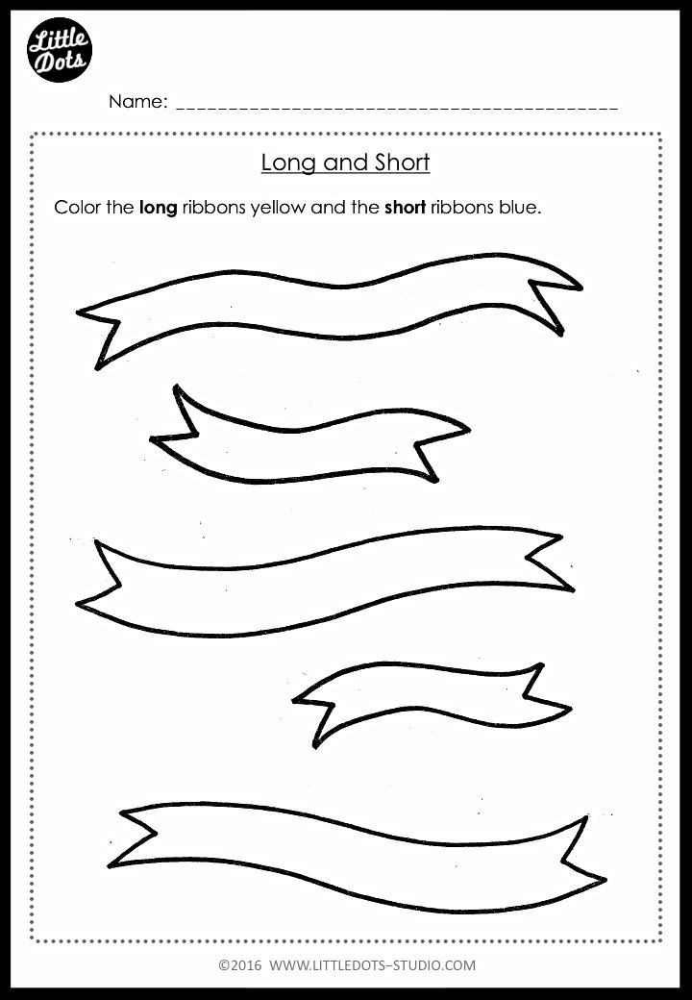 Little
Dots
Name: ________________________________________
Long and Short
Color the long ribbons yellow and the short ribbons blue.
©2016 WWW.LITTLEDOTS-STUDIO.COM